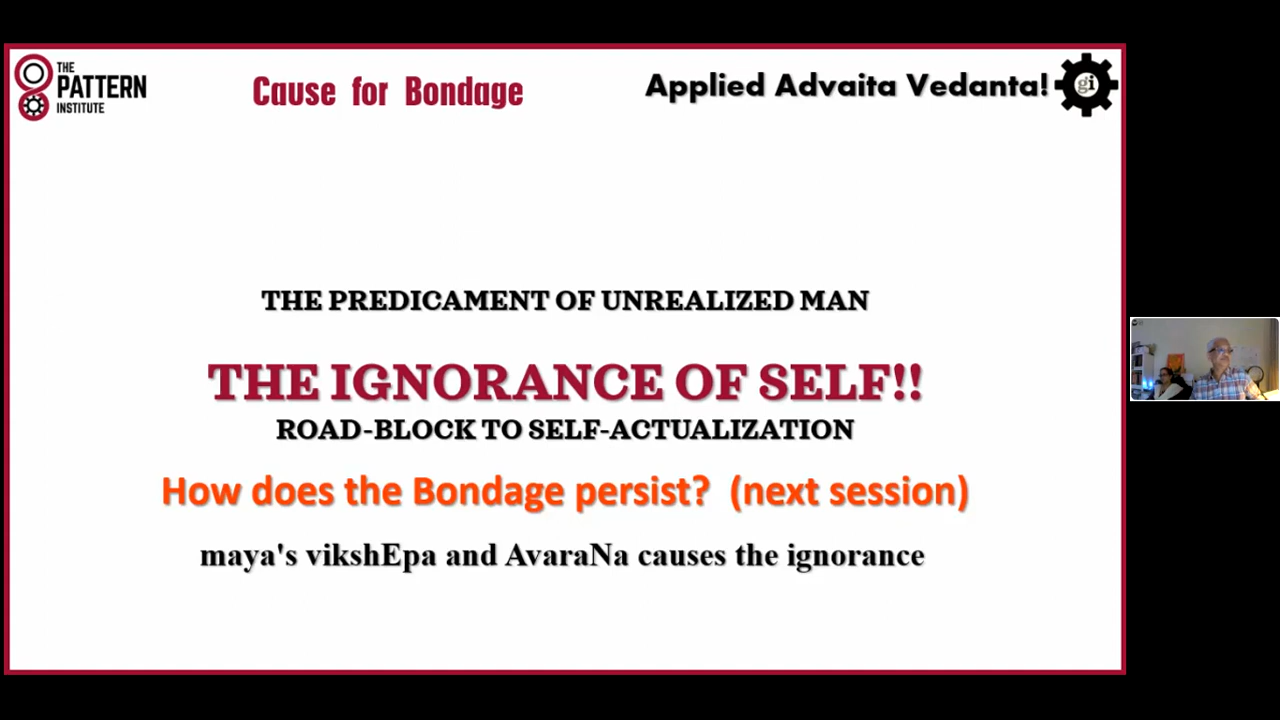 THE
PATTERN
INSTITUTE
Cause for Bondage
Applied Advaita Vedanta!
gi
THE PREDICAMENT OF UNREALIZED MAN
THE IGNORANCE OF SELF!!
ROAD-BLOCK TO SELF-ACTUALIZATION
How does the Bondage persist? (next session)
maya's vikshEpa and AvaraNa causes the ignorance